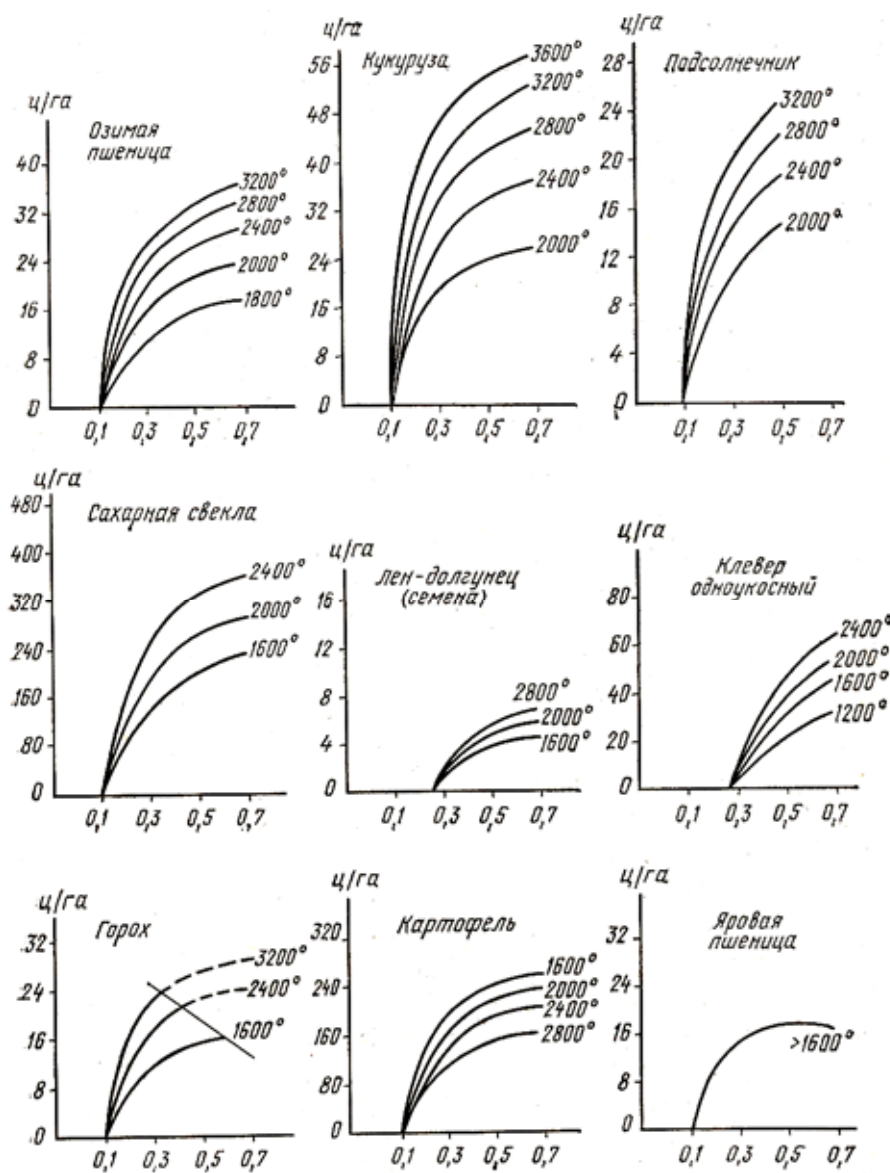 ц/га
Озимая
пшеница
40
32
24
16
8
0
3200°
2800°
2400°
2000°
1800°
0,1 0,3 0,5 0,7
ц/га
Кукуруза
56
48
40
32
24
16
8
0
3600°
3200°
2800°
2400°
2000°
0,1 0,3 0,5 0,7
ц/га
Подсолнечник
28
24
20
16
12
8
4
0
3200°
2800°
2400°
2000°
0,1 0,3 0,5 0,7
ц/га
Сахарная свекла
480
400
320
240
160
80
0
2400°
2000°
1600°
0,1 0,3 0,5 0,7
ц/га
Лен-долгунец
(семена)
16
12
8
4
0
2800°
2000°
1600°
0,1 0,3 0,5 0,7
ц/га
Клевер
одноукосный
80
60
40
20
0
2400°
2000°
1600°
1200°
0,1 0,3 0,5 0,7
ц/га
Горох
32
24
16
8
0
3200°
2400°
1600°
0,1 0,3 0,5 0,7
ц/га
Картофель
320
240
160
80
0
1600°
2000°
2400°
2800°
0,1 0,3 0,5 0,7
ц/га
Яровая
пшеница
32
24
16
8
0
>1600°
0,1 0,3 0,5 0,7